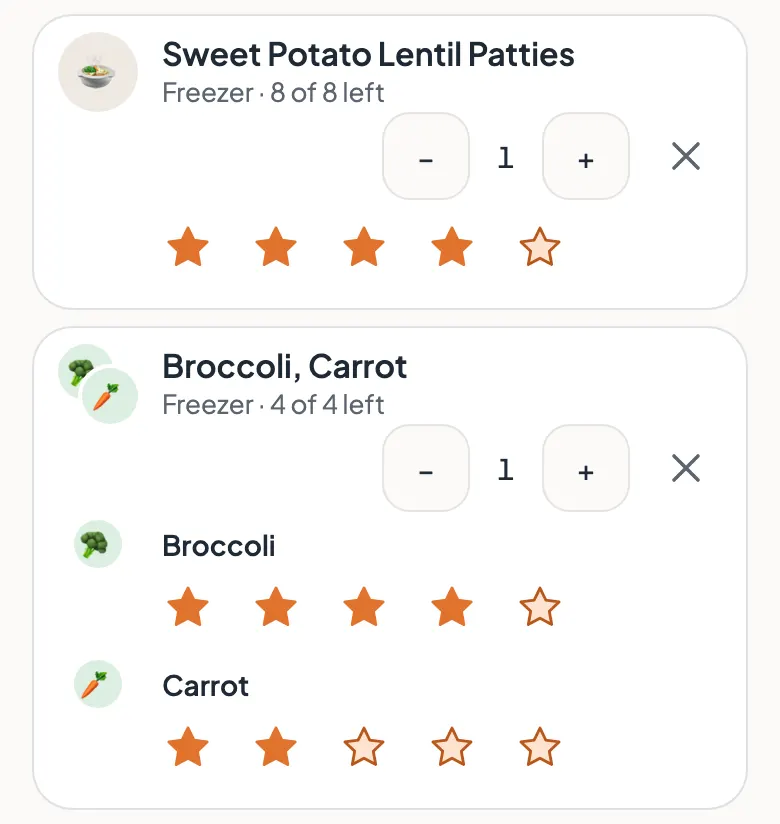 Sweet Potato Lentil Patties
Freezer · 8 of 8 left
- 1 +
Broccoli, Carrot
Freezer · 4 of 4 left
- 1 +
Broccoli
Carrot